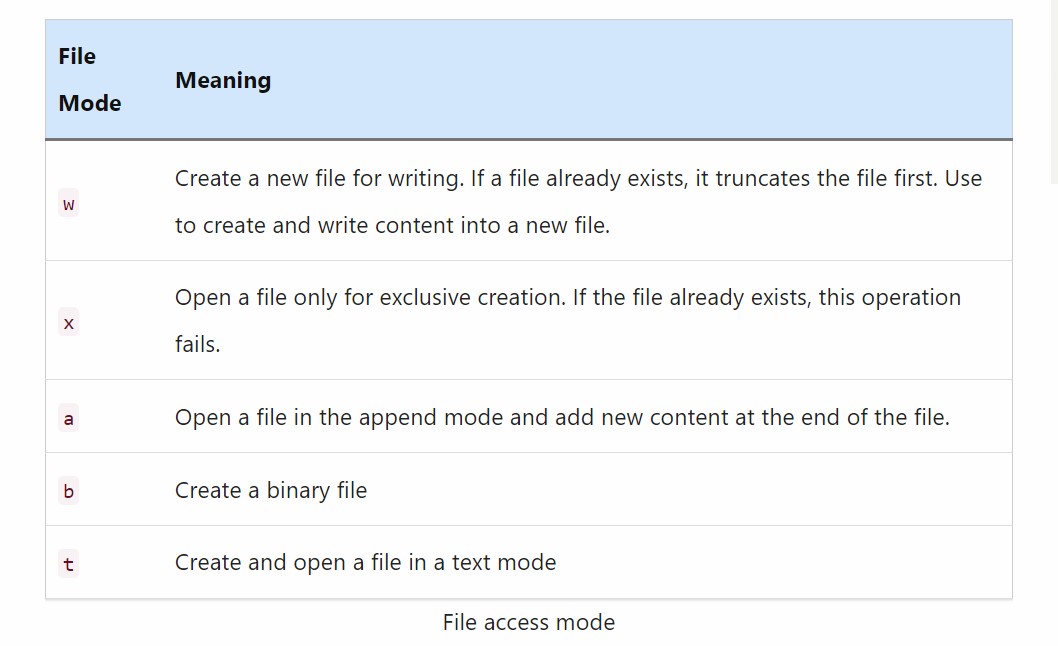 File
Mode
Meaning
w
Create a new file for writing. If a file already exists, it truncates the file first. Use
to create and write content into a new file.
x
Open a file only for exclusive creation. If the file already exists, this operation
fails.
a
Open a file in the append mode and add new content at the end of the file.
b
Create a binary file
t
Create and open a file in a text mode
File access mode